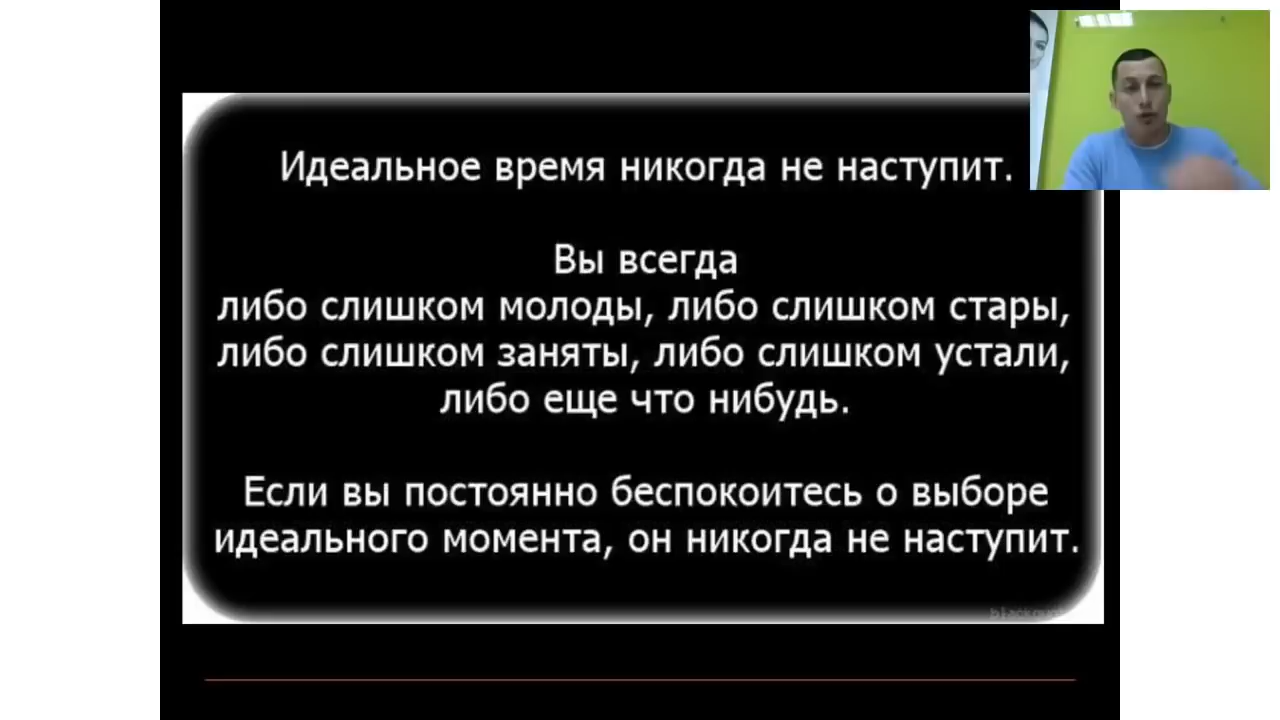 Идеальное время никогда не наступит.
Вы всегда
либо слишком молоды, либо слишком стары,
либо слишком заняты, либо слишком устали,
либо еще что нибудь.
Если вы постоянно беспокоитесь о выборе
идеального момента, он никогда не наступит.